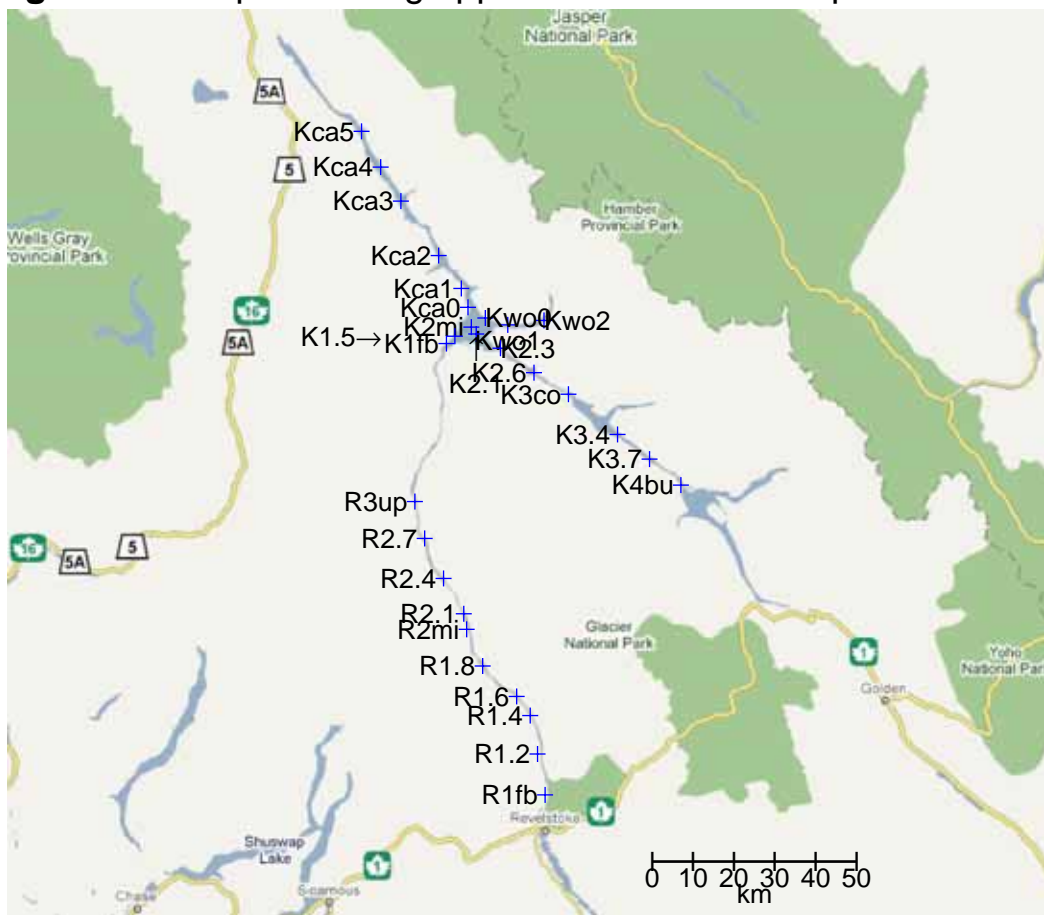 Jasper
National Park
5A
Kca5
5
Kca4
Kca3
Hamber
Provincial Park
Wells Gray
rovincial Park
Kca2
Kca1
16
Kca0
Kwo0
Kwo2
K2mi
5A
K1.5→
K1fb
Kwo1
K2.3
K2.6
K2.1
K3co
K3.4
K3.7
K4bu
R3up
R2.7
16
5A
5
R2.4
R2.1
R2mi
Glacier
National Park
1
Yoho
National Park
R1.8
Golden
R1.6
R1.4
R1.2
R1fb
1
Revelstoke
Shuswap
Lake
1
0 10 20 30 40 50
km
Sicamous
Chase